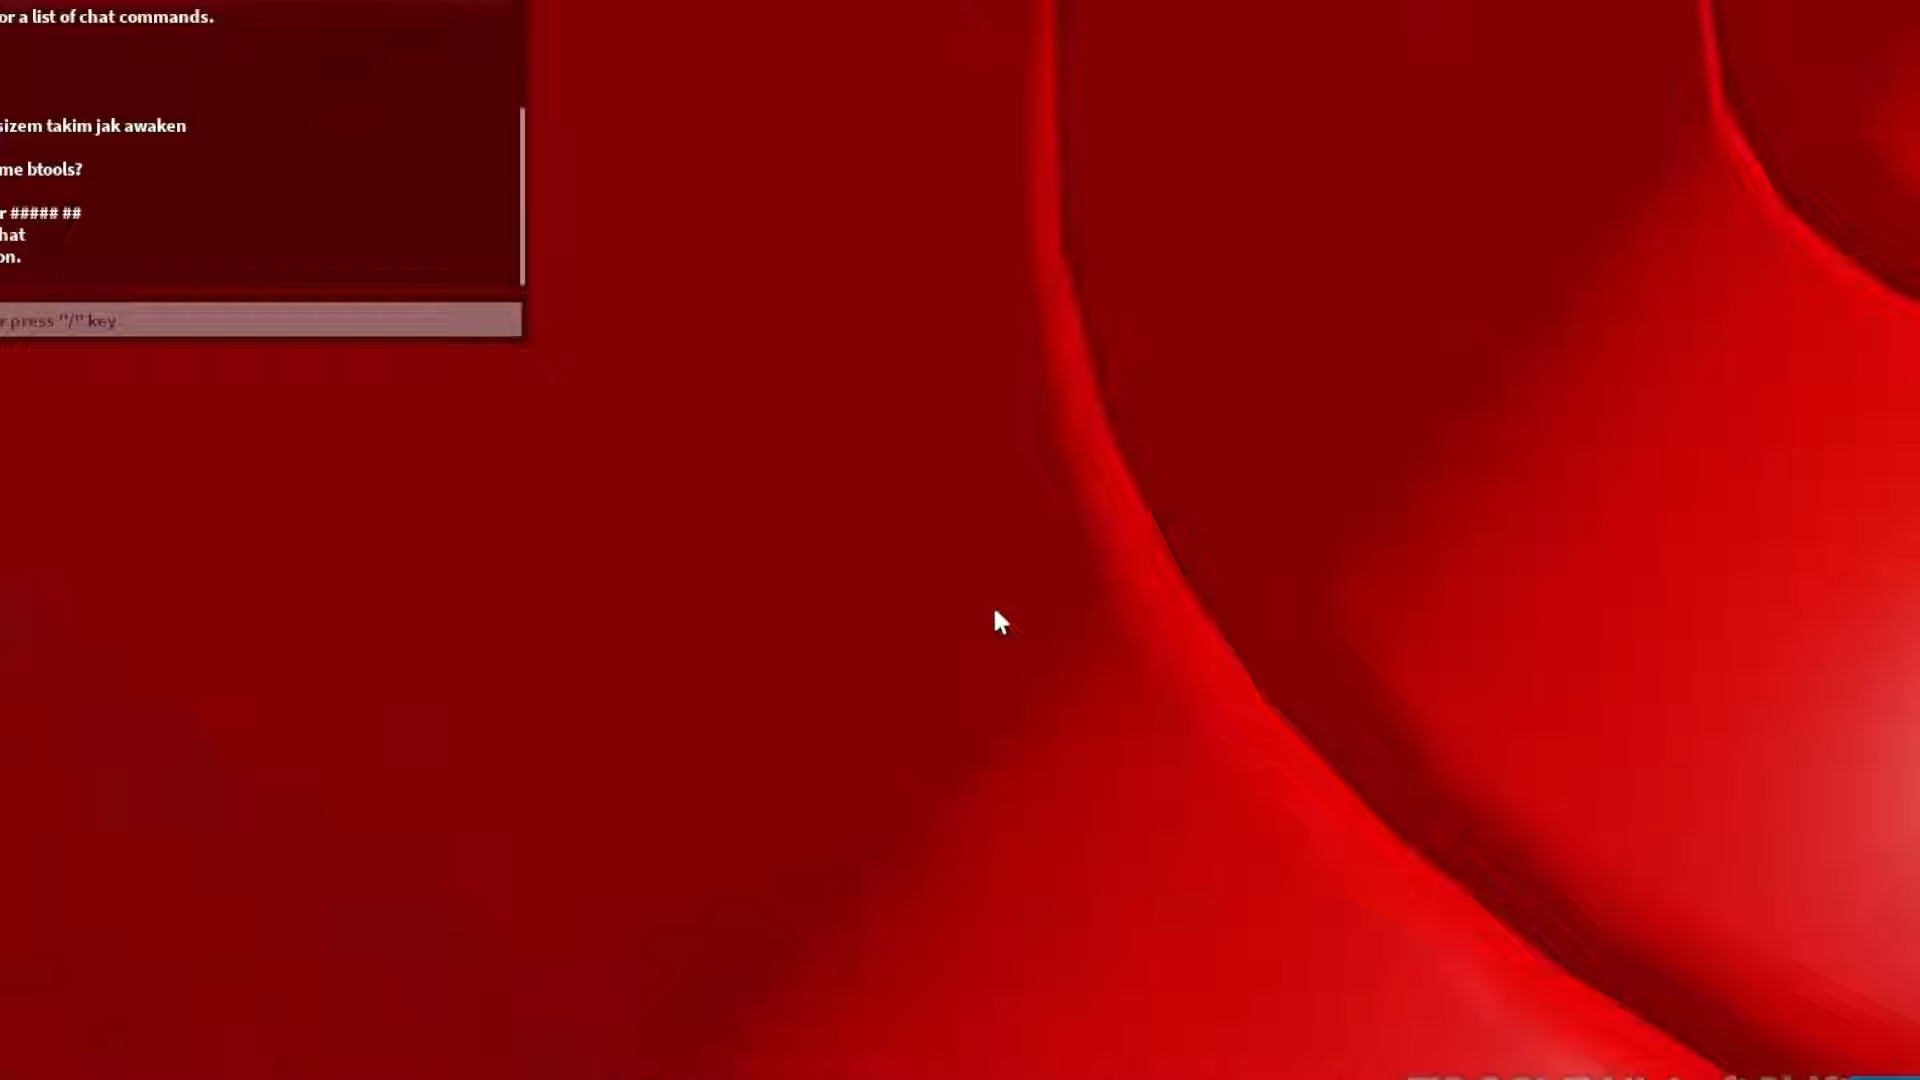 or a list of chat commands.
sizem takim jak awaken
me btools?
r ##### ##
hat
on.
r press "/" key